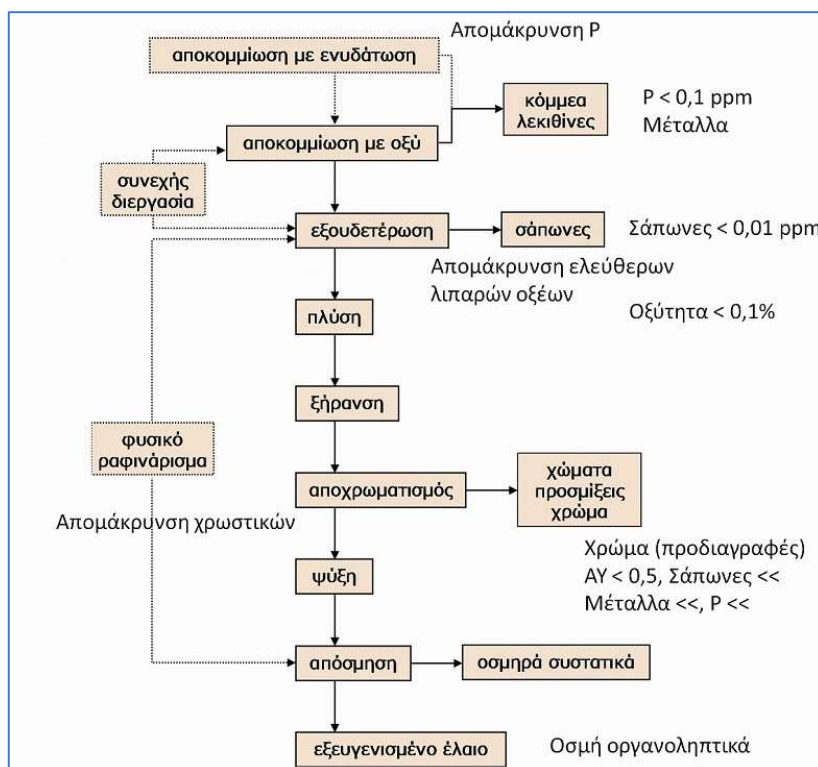 Απομάκρυνση P
αποκομμίωση με ενυδάτωση
κόμμεα
λεκιθίνες
P < 0,1 ppm
Μέταλλα
αποκομμίωση με οξύ
συνεχής
διεργασία
εξουδετέρωση
σάπωνες
Σάπωνες < 0,01 ppm
Απομάκρυνση ελεύθερων
λιπαρών οξέων
πλύση
Οξύτητα < 0,1%
ξήρανση
φυσικό
ραφινάρισμα
αποχρωματισμός
χώματα
προσμίξεις
χρώμα
Απομάκρυνση χρωστικών
Χρώμα (προδιαγραφές)
ΑΥ < 0,5, Σάπωνες <<
Μέταλλα <<, P <<
ψύξη
απόσμηση
οσμηρά συστατικά
εξευγενισμένο έλαιο
Οσμή οργανοληπτικά